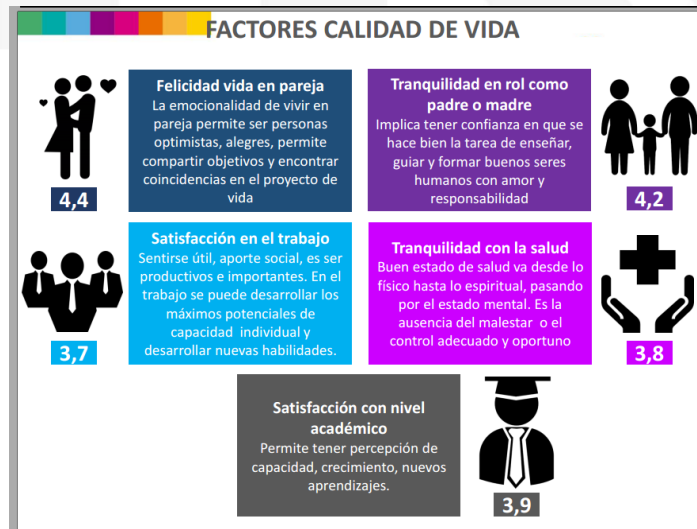 FACTORES CALIDAD DE VIDA
Felicidad vida en pareja
La emocionalidad de vivir en
pareja permite ser personas
optimistas, alegres, permite
compartir objetivos y encontrar
coincidencias en el proyecto de
vida
4,4
Tranquilidad en rol como
padre o madre
Implica tener confianza en que se
hace bien la tarea de enseñar,
guiar y formar buenos seres
humanos con amor y
responsabilidad
4,2
Satisfacción en el trabajo
Sentirse útil, aporte social, es ser
productivos e importantes. En el
trabajo se puede desarrollar los
máximos potenciales de
capacidad individual y
desarrollar nuevas habilidades.
3,7
Tranquilidad con la salud
Buen estado de salud va desde lo
físico hasta lo espiritual, pasando
por el estado mental. Es la
ausencia del malestar o el
control adecuado y oportuno
3,8
Satisfacción con nivel
académico
Permite tener percepción de
capacidad, crecimiento, nuevos
aprendizajes.
3,9